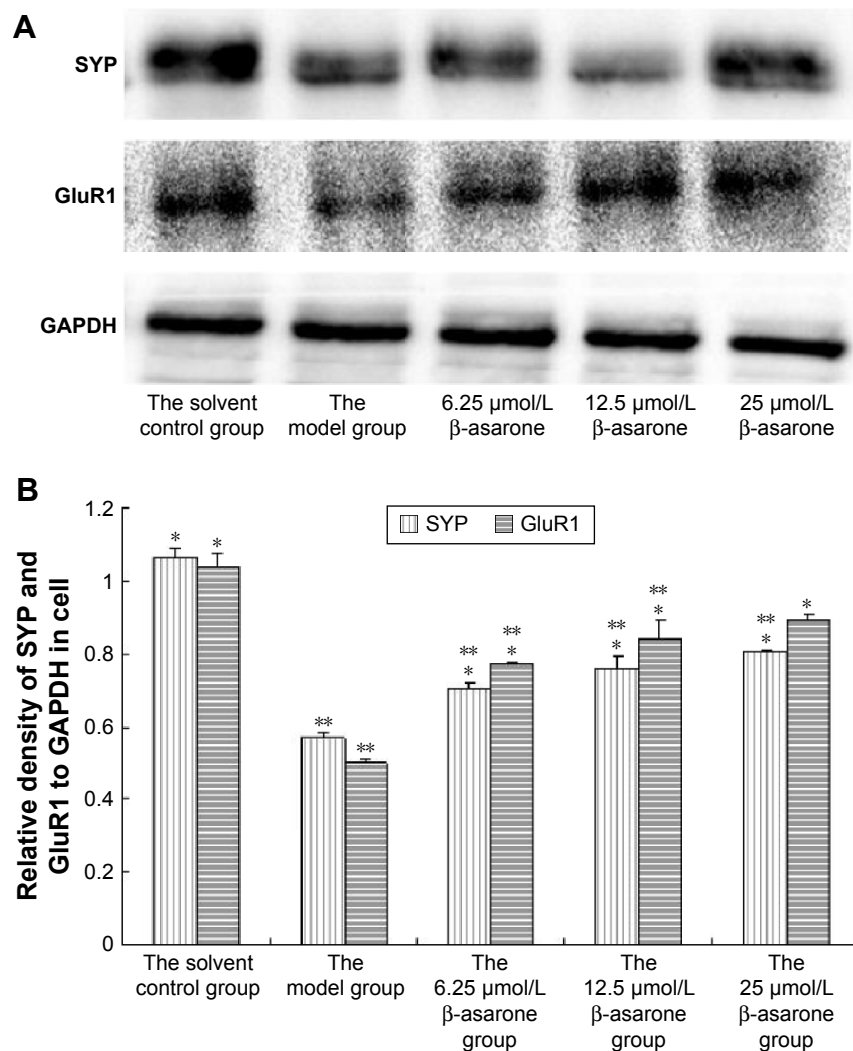 A
SYP
GluR1
GAPDH
The solvent control group
The model group
6.25 µmol/L β-asarone
12.5 µmol/L β-asarone
25 µmol/L β-asarone
B
SYP GluR1
Relative density of SYP and
GluR1 to GAPDH in cell
1.2
1
0.8
0.6
0.4
0.2
0
* *
** **
** *
** *
** *
** *
** *
*
The solvent control group
The model group
The 6.25 µmol/L β-asarone group
The 12.5 µmol/L β-asarone group
The 25 µmol/L β-asarone group